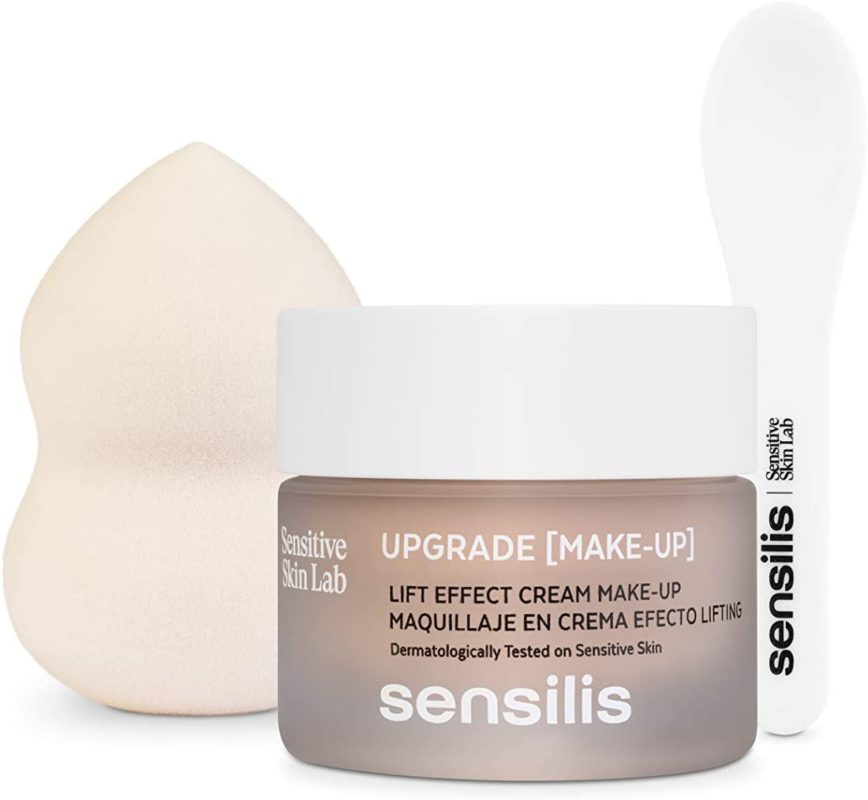 Sensitive
Skin Lab
UPGRADE [MAKE-UP]
LIFT EFFECT CREAM MAKE-UP
MAQUILLAJE EN CREMA EFECTO LIFTING
Dermatologically Tested on Sensitive Skin
sensilis
sensilis | Sensitive
Skin Lab